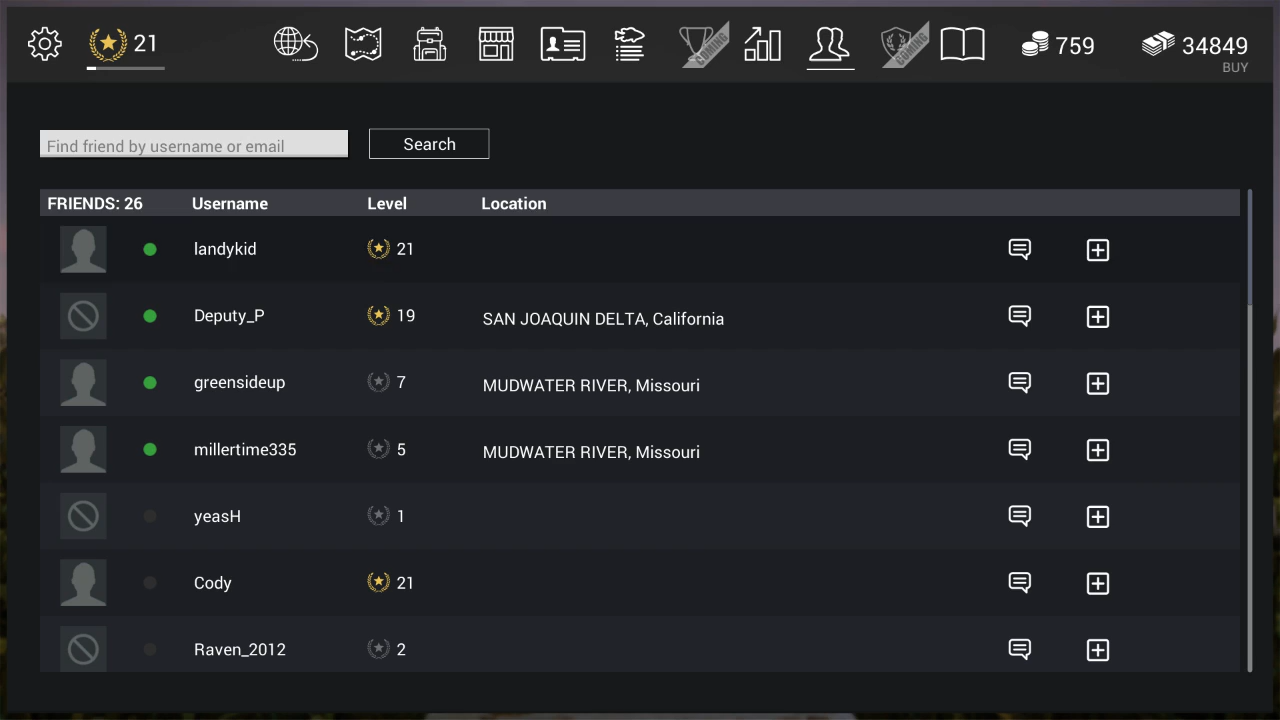 21
COMING
COMING
759
34849
BUY
Find friend by username or email
Search
FRIENDS: 26 Username Level Location
landykid 21
Deputy_P 19 SAN JOAQUIN DELTA, California
greensideup 7 MUDWATER RIVER, Missouri
millertime335 5 MUDWATER RIVER, Missouri
yeasH 1
Cody 21
Raven_2012 2